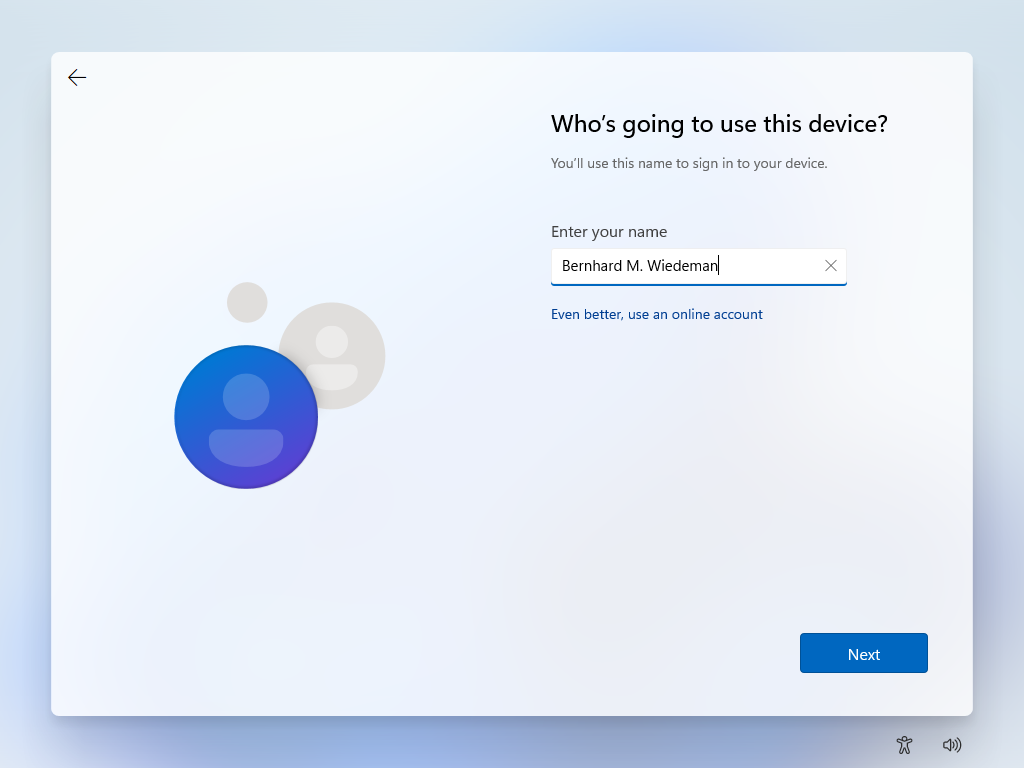 Who's going to use this device?
You'll use this name to sign in to your device.
Enter your name
Bernhard M. Wiedeman
Even better, use an online account
Next